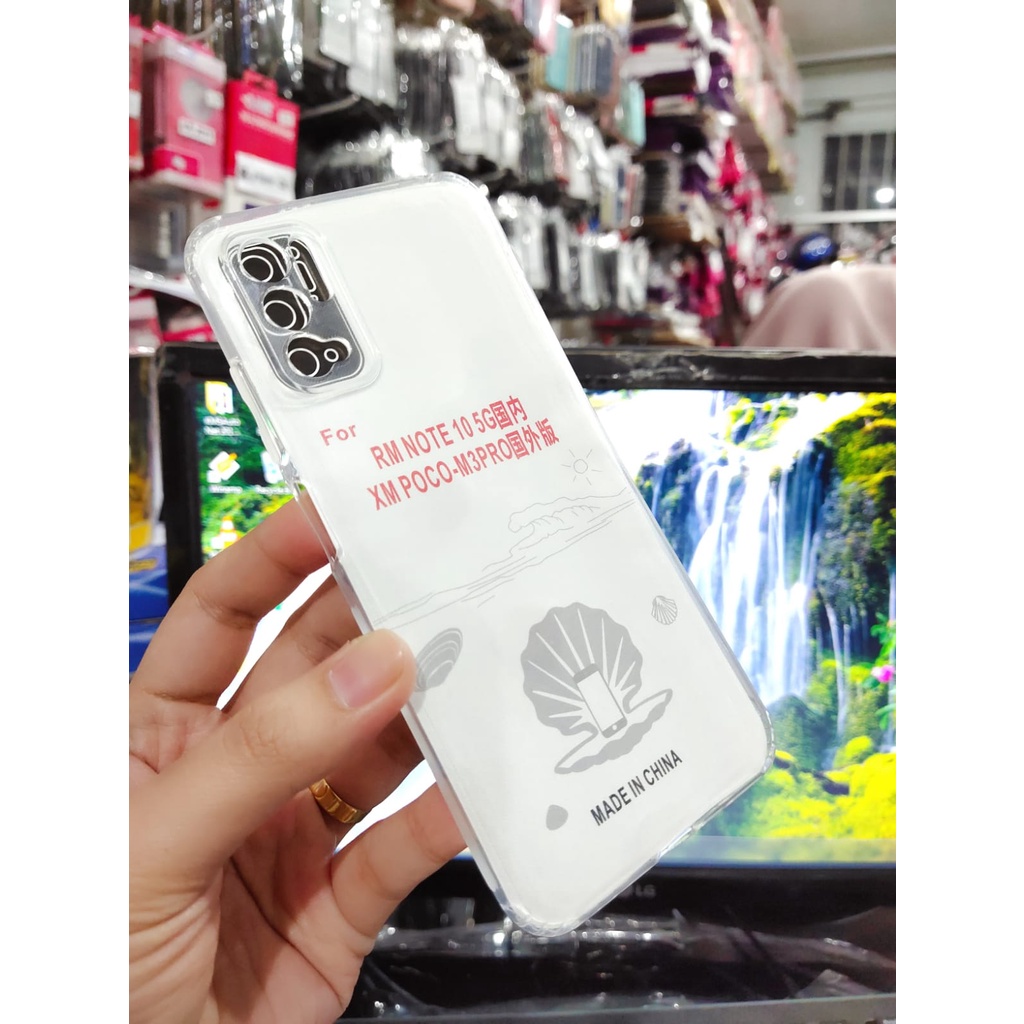 For
RM NOTE 10 5G国内
XM POCO-M3PRO国外版
MADE IN CHINA
LG